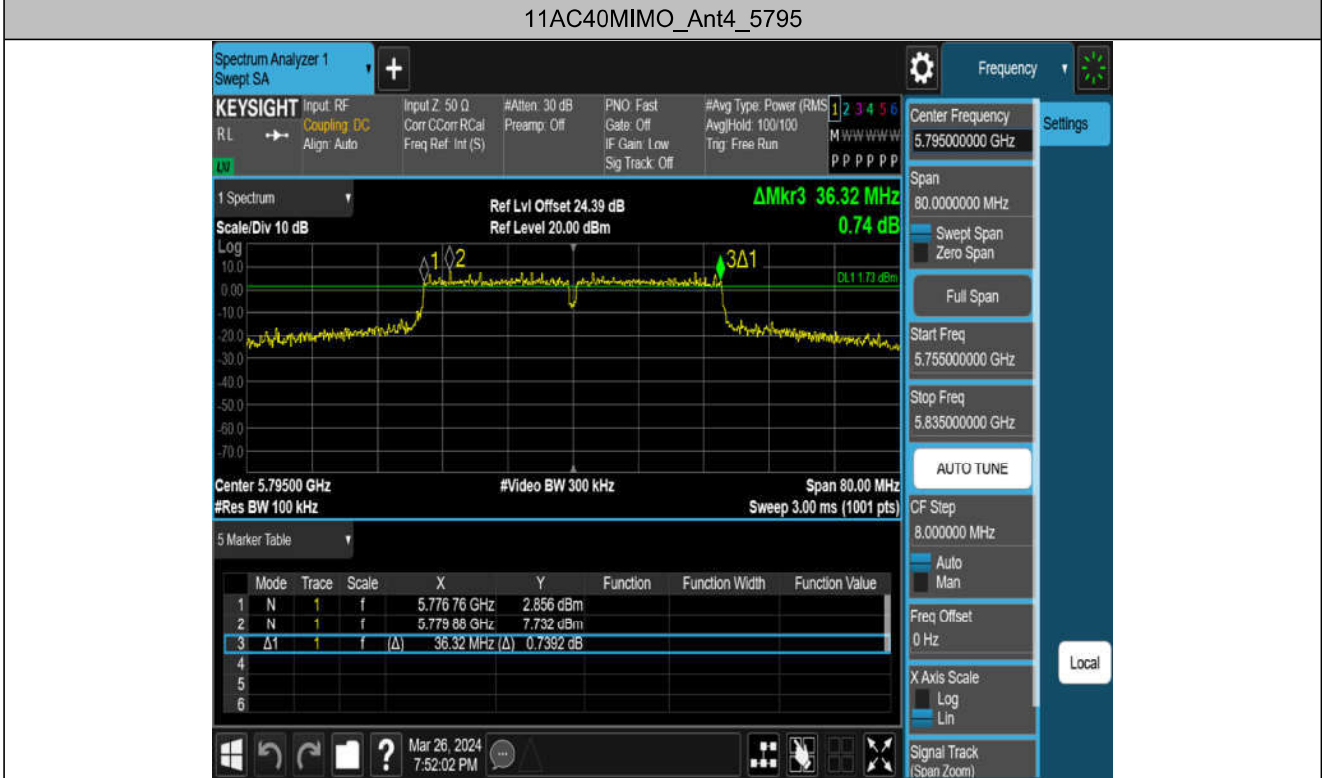 11AC40MIMO_Ant4_5795
Spectrum Analyzer 1
Swept SA
+
Frequency
KEYSIGHT
RL
LXI
Input: RF
Coupling: DC
Align: Auto
Input Z: 50 Ω
Corr CCorr RCal
Freq Ref: Int (S)
#Atten: 30 dB
Preamp: Off
PNO: Fast
Gate: Off
IF Gain: Low
Sig Track: Off
#Avg Type: Power (RMS
Avg|Hold: 100/100
Trig: Free Run
1 2 3 4 5 6
M W W W W W
P P P P P P
Center Frequency
5.795000000 GHz
Settings
Span
80.0000000 MHz
Swept Span
Zero Span
Full Span
Start Freq
5.755000000 GHz
Stop Freq
5.835000000 GHz
AUTO TUNE
CF Step
8.000000 MHz
Auto
Man
Freq Offset
0 Hz
X Axis Scale
Log
Lin
Signal Track
(Span Zoom)
Local
1 Spectrum
Scale/Div 10 dB
Ref Lvl Offset 24.39 dB
Ref Level 20.00 dBm
ΔMkr3 36.32 MHz
0.74 dB
Log
10.0
0.00
-10.0
-20.0
-30.0
-40.0
-50.0
-60.0
-70.0
1
2
3Δ1
DL1 1.73 dBm
Center 5.79500 GHz
#Video BW 300 kHz
Span 80.00 MHz
#Res BW 100 kHz
Sweep 3.00 ms (1001 pts)
5 Marker Table
Mode Trace Scale X Y Function Function Width Function Value
1 N 1 f 5.776 76 GHz 2.856 dBm
2 N 1 f 5.779 88 GHz 7.732 dBm
3 Δ1 1 f (Δ) 36.32 MHz (Δ) 0.7392 dB
4
5
6
?
Mar 26, 2024
7:52:02 PM